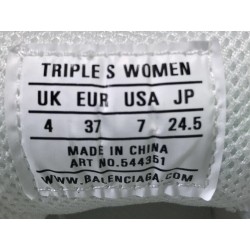 TRIPLE S WOMEN
UK EUR USA JP
4 37 7 24.5
MADE IN CHINA
ART NO.544351
WWW.BALENCIAGA.COM